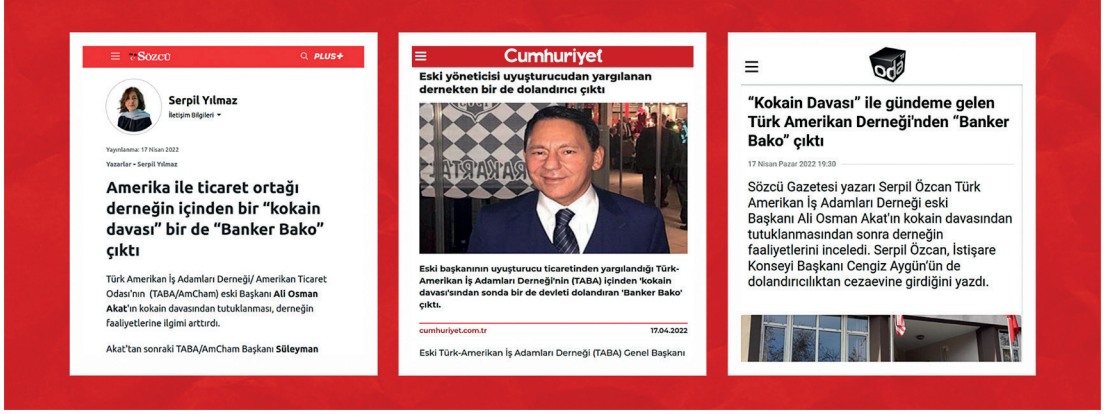 Sözcü
PLUS+
Serpil Yılmaz
İletişim Bilgileri
Yayınlanma: 17 Nisan 2022
Yazarlar • Serpil Yılmaz
Amerika ile ticaret ortağı
derneğin içinden bir “kokain
davası” bir de “Banker Bako”
çıktı
Türk Amerikan İş Adamları Derneği/ Amerikan Ticaret
Odası'nın (TABA/AmCham) eski Başkanı Ali Osman
Akat'ın kokain davasından tutuklanması, derneğin
faaliyetlerine ilgimi arttırdı.
Akat'tan sonraki TABA/AmCham Başkanı Süleyman
Cumhuriyet
Eski yöneticisi uyuşturucudan yargılanan
dernekten bir de dolandırıcı çıktı
Eski başkanının uyuşturucu ticaretinden yargılandığı Türk-
Amerikan İş Adamları Derneği'nin (TABA) içinden 'kokain
davası'sından sonda bir de devleti dolandıran 'Banker Bako'
çıktı.
cumhuriyet.com.tr
17.04.2022
Eski Türk-Amerikan İş Adamları Derneği (TABA) Genel Başkanı
oda
“Kokain Davası” ile gündeme gelen
Türk Amerikan Derneği'nden “Banker
Bako” çıktı
17 Nisan Pazar 2022 19:30
Sözcü Gazetesi yazarı Serpil Özcan Türk
Amerikan İş Adamları Derneği eski
Başkanı Ali Osman Akat'ın kokain davasından
tutuklanmasından sonra derneğin
faaliyetlerini inceledi. Serpil Özcan, İstişare
Konseyi Başkanı Cengiz Aygün’ün de
dolandırıcılıktan cezaevine girdiğini yazdı.